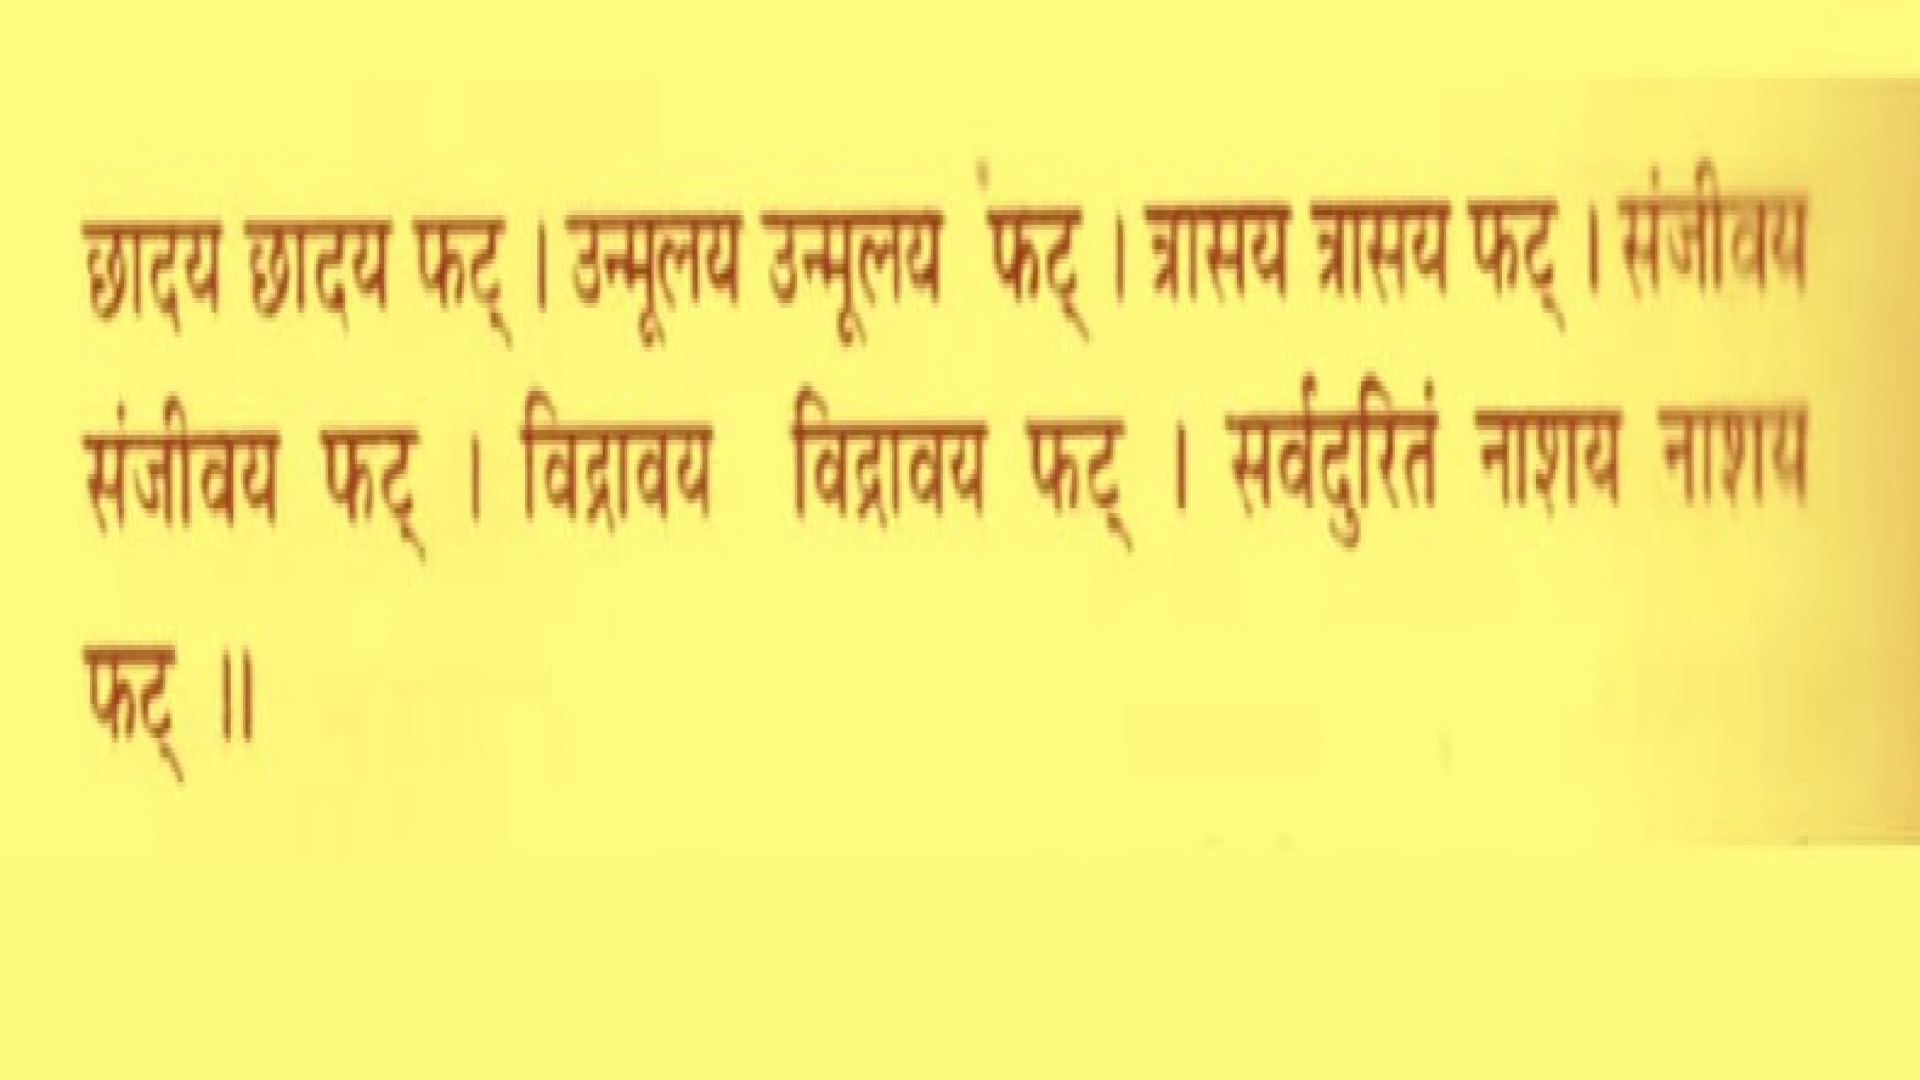 छादय छादय फट् । उन्मूलय उन्मूलय फट् । त्रासय त्रासय फट् । संजीवय
संजीवय फट् । विद्रावय विद्रावय फट् । सर्वदुरितं नाशय नाशय
फट् ॥